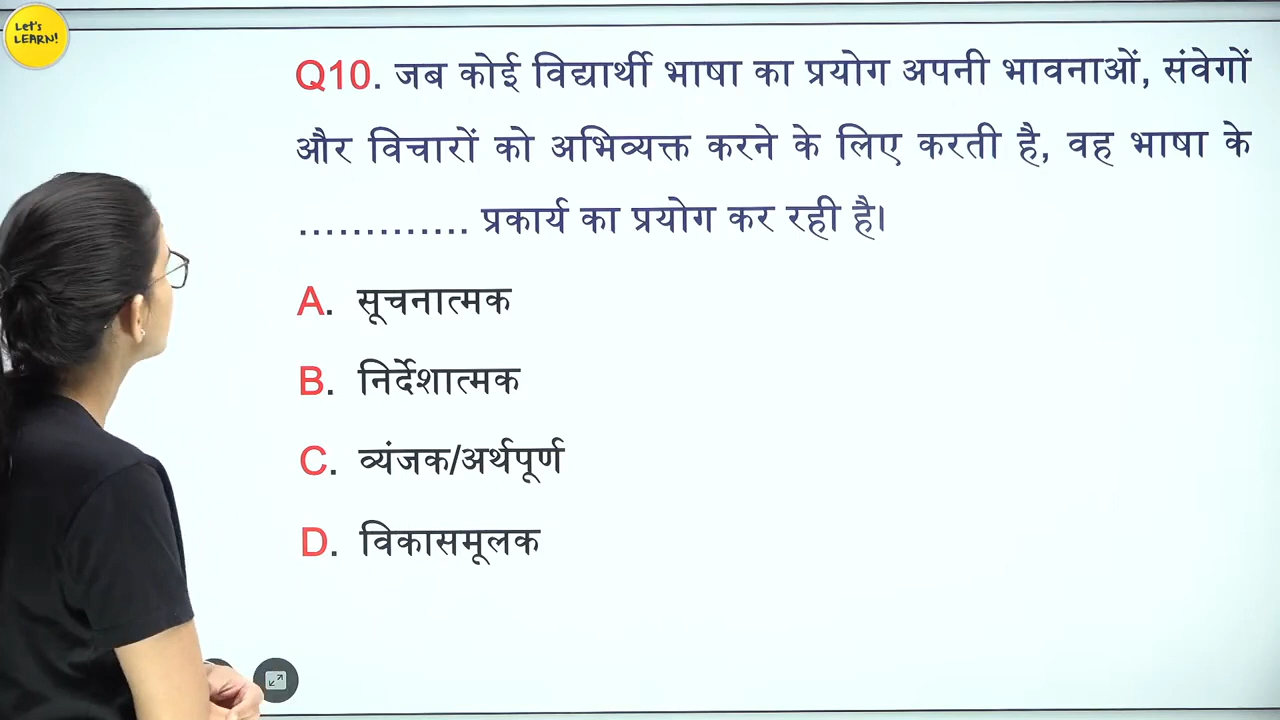 Let's
LEARN!
Q10. जब कोई विद्यार्थी भाषा का प्रयोग अपनी भावनाओं, संवेगों
और विचारों को अभिव्यक्त करने के लिए करती है, वह भाषा के
............. प्रकार्य का प्रयोग कर रही है।
A. सूचनात्मक
B. निर्देशात्मक
C. व्यंजक/अर्थपूर्ण
D. विकासमूलक